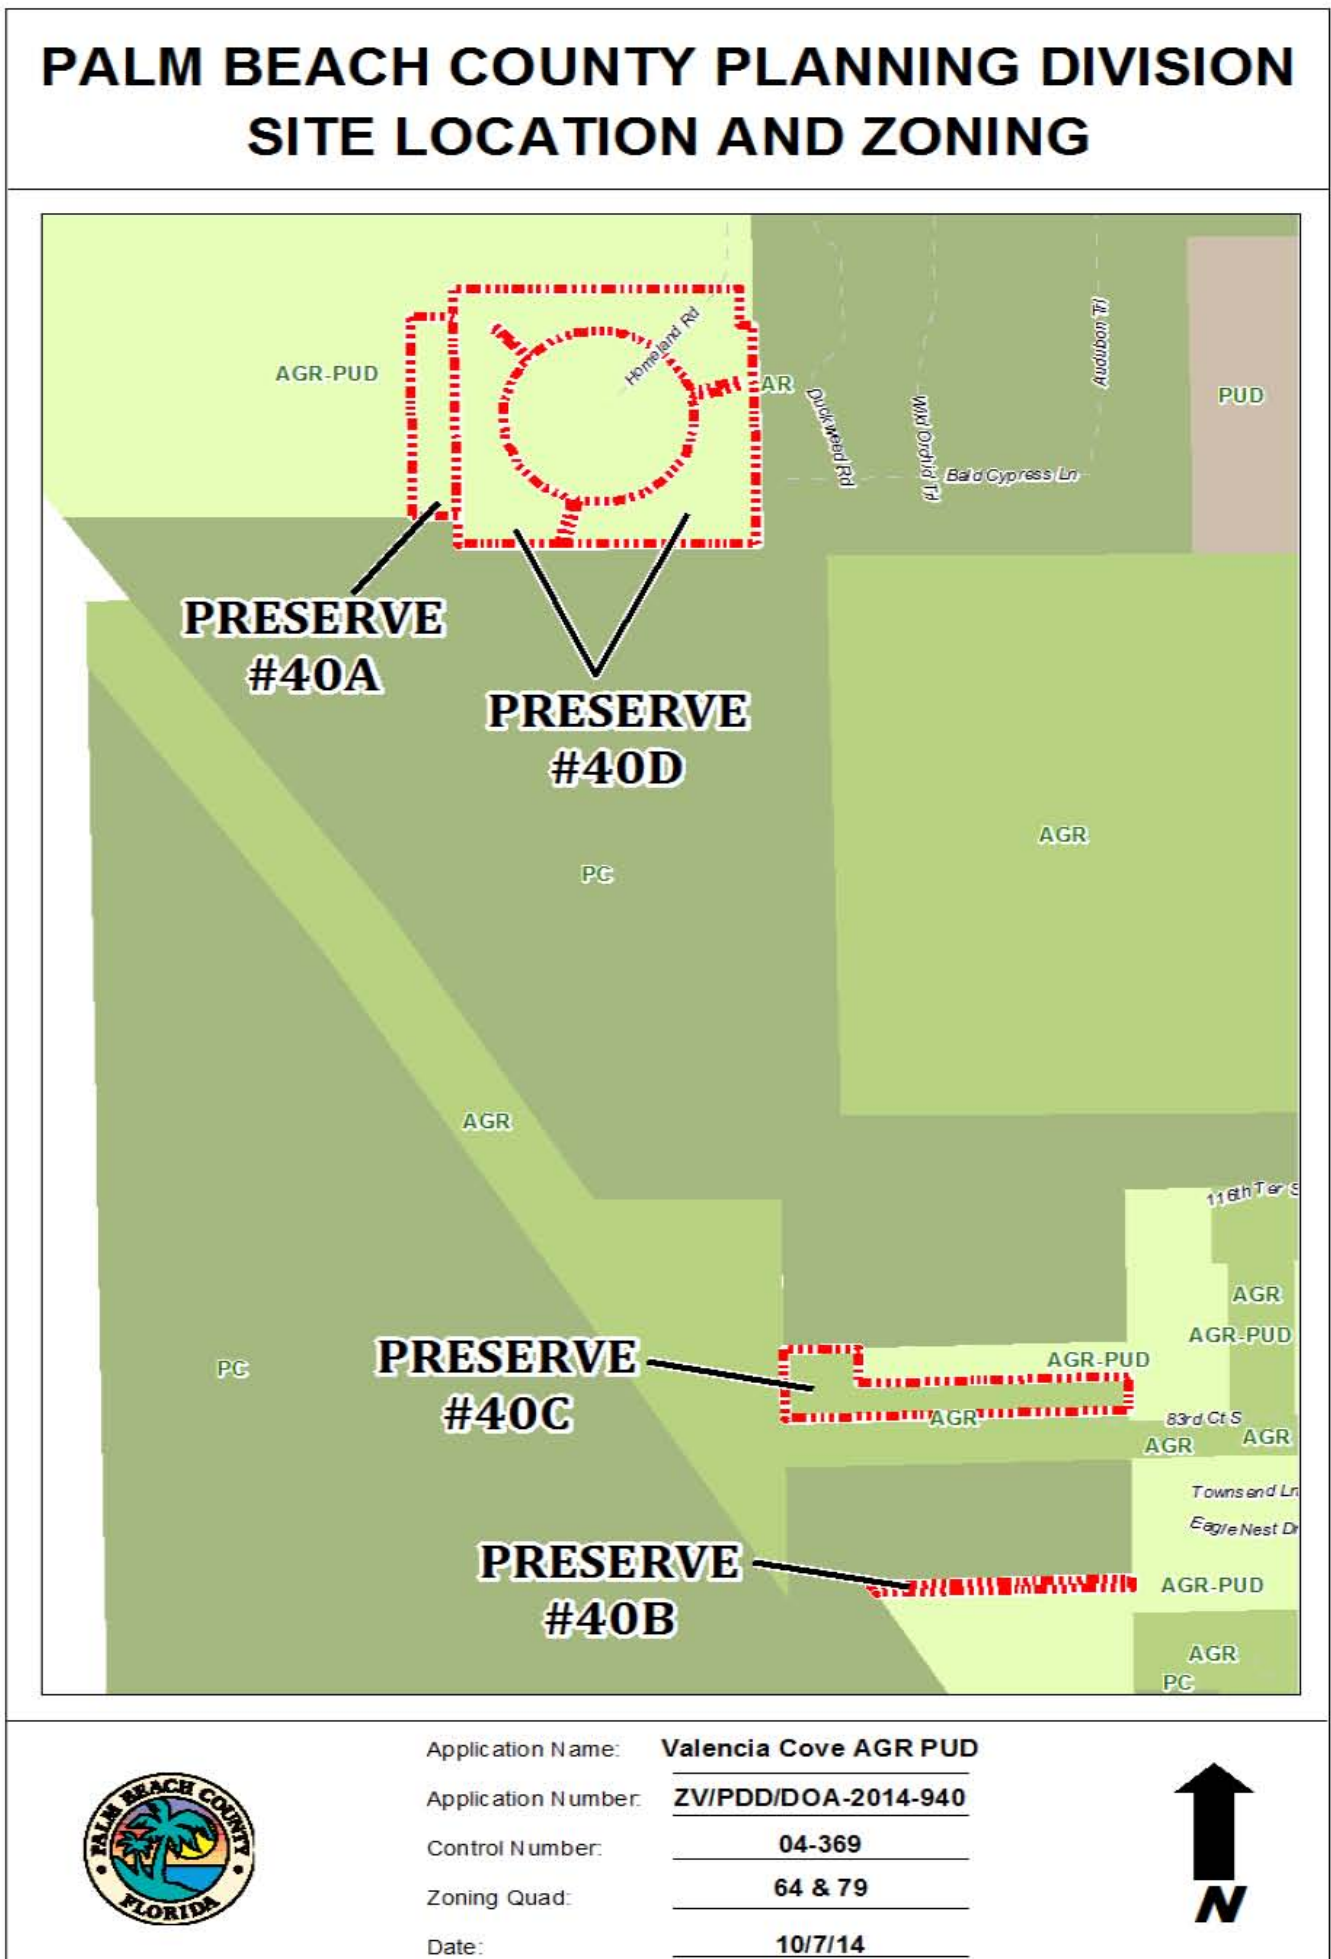 PALM BEACH COUNTY PLANNING DIVISION
SITE LOCATION AND ZONING
Homeland Rd
Audubon Trl
AGR-PUD
AR
PUD
Duckweed Rd
Wild Orchid Trl
Bald Cypress Ln
PRESERVE
#40A
PRESERVE
#40D
AGR
PC
AGR
116th Ter S
AGR
AGR-PUD
PRESERVE
#40C
AGR-PUD
PC
AGR
83rd Ct S
AGR
AGR
Townsend Ln
Eagle Nest Dr
PRESERVE
#40B
AGR-PUD
AGR
PC
PALM BEACH COUNTY
FLORIDA
Application Name: Valencia Cove AGR PUD
Application Number: ZV/PDD/DOA-2014-940
Control Number: 04-369
Zoning Quad: 64 & 79
Date: 10/7/14
N